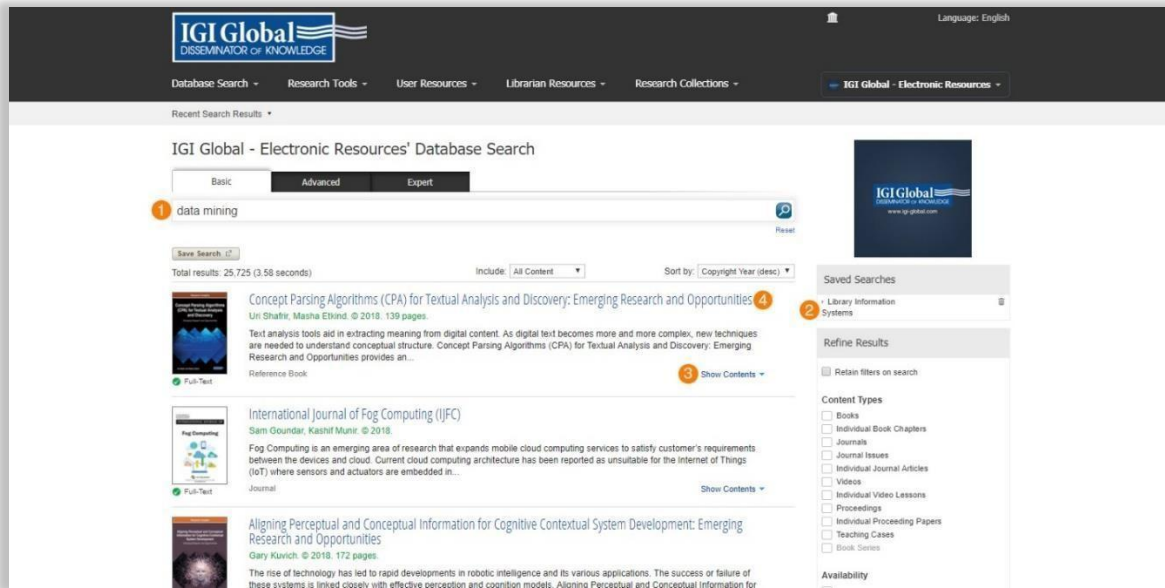 IGI Global
DISSEMINATOR OF KNOWLEDGE
Language: English
Database Search
Research Tools
User Resources
Librarian Resources
Research Collections
IGI Global - Electronic Resources
Recent Search Results
IGI Global - Electronic Resources' Database Search
Basic
Advanced
Expert
1 data mining
Reset
Save Search
Total results: 25,725 (3.58 seconds)
Include: All Content
Sort by: Copyright Year (desc)
Concept Parsing Algorithms (CPA) for Textual Analysis and Discovery: Emerging Research and Opportunities 4
Uri Shafrir, Masha Etkind. © 2018. 139 pages.
Text analysis tools aid in extracting meaning from digital content. As digital text becomes more and more complex, new techniques
are needed to understand conceptual structure. Concept Parsing Algorithms (CPA) for Textual Analysis and Discovery: Emerging
Research and Opportunities provides an...
Reference Book
3 Show Contents
Full-Text
International Journal of Fog Computing (IJFC)
Sam Goundar, Kashif Munir. © 2018.
Fog Computing is an emerging area of research that expands mobile cloud computing services to satisfy customer's requirements
between the devices and cloud. Current cloud computing architecture has been reported as unsuitable for the Internet of Things
(IoT) where sensors and actuators are embedded in...
Journal
Show Contents
Fog Computing
Full-Text
Aligning Perceptual and Conceptual Information for Cognitive Contextual System Development: Emerging
Research and Opportunities
Gary Kuvich. © 2018. 172 pages.
The rise of technology has led to rapid developments in robotic intelligence and its various applications. The success or failure of
these systems is linked closely with effective perception and cognition models. Aligning Perceptual and Conceptual Information for
IGI Global
DISSEMINATOR OF KNOWLEDGE
www.igi-global.com
Saved Searches
2 Library Information
Systems
Refine Results
Retain filters on search
Content Types
Books
Individual Book Chapters
Journals
Journal Issues
Individual Journal Articles
Videos
Individual Video Lessons
Proceedings
Individual Proceeding Papers
Teaching Cases
Book Series
Availability